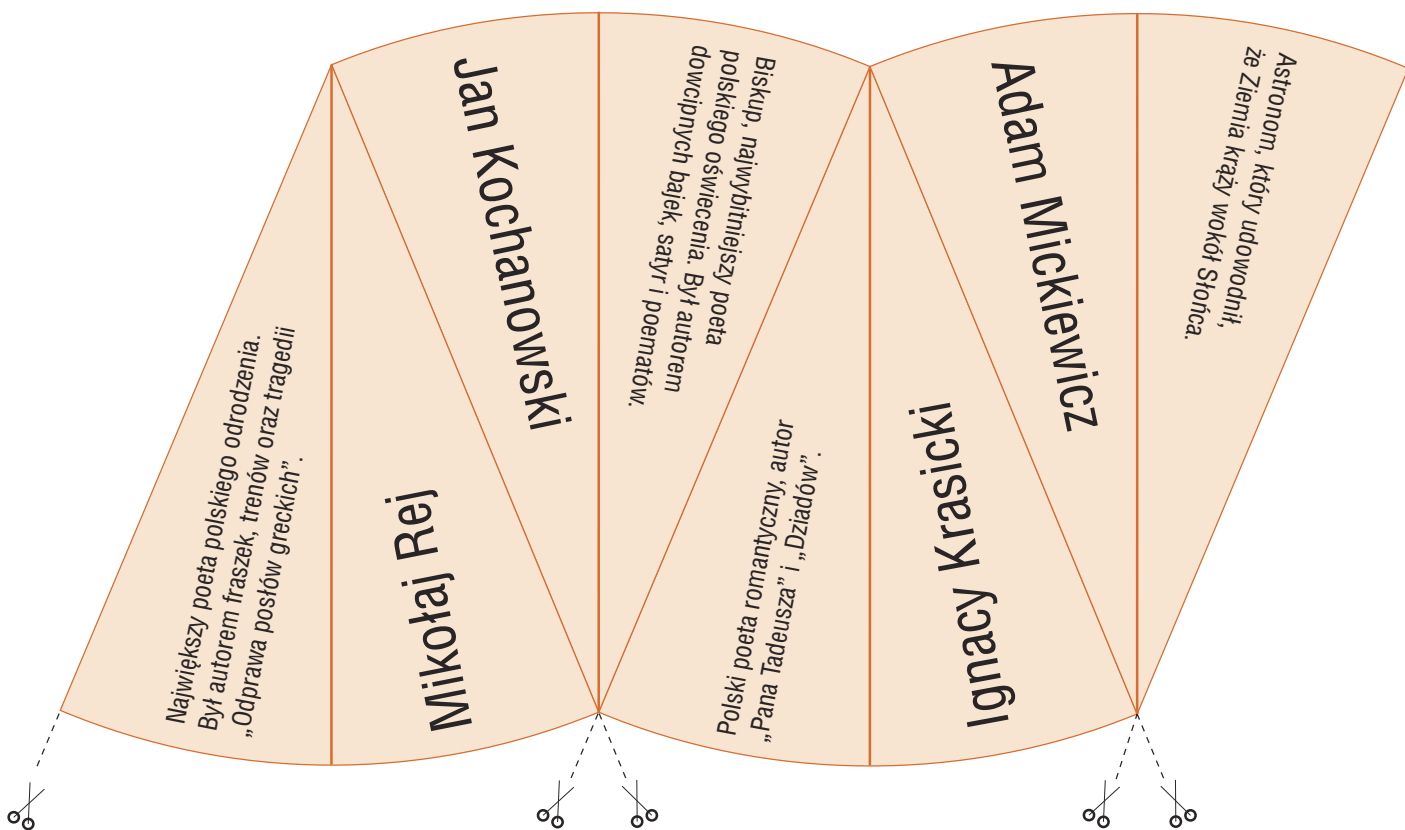 Największy poeta polskiego odrodzenia.
Był autorem fraszek, trenów oraz tragedii
„Odprawa posłów greckich”.
Mikołaj Rej
Jan Kochanowski
Biskup, najwybitniejszy poeta
polskiego oświecenia. Był autorem
dowcipnych bajek, satyr i poematów.
Polski poeta romantyczny, autor
„Pana Tadeusza” i „Dziadów”.
Ignacy Krasicki
Adam Mickiewicz
Astronom, który udowodnił,
że Ziemia krąży wokół Słońca.